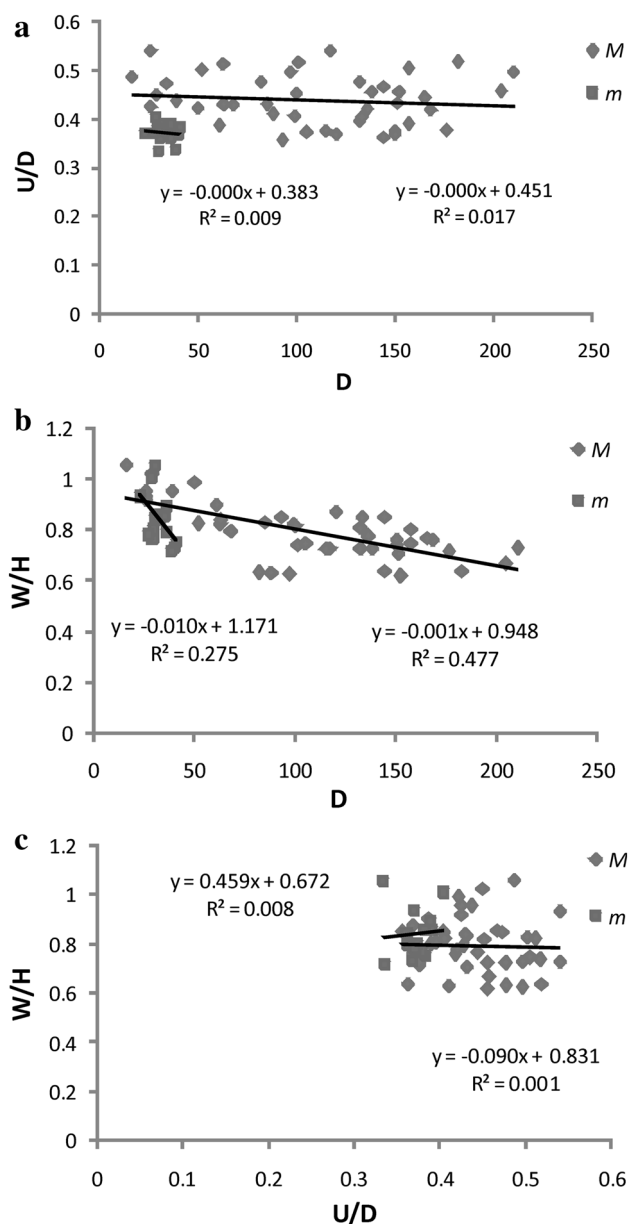 a
0.6
0.5
0.4
0.3
0.2
0.1
0
U/D
M
m
y = -0.000x + 0.383
R² = 0.009
y = -0.000x + 0.451
R² = 0.017
0 50 100 150 200 250
D
b
1.2
1
0.8
0.6
0.4
0.2
0
W/H
M
m
y = -0.010x + 1.171
R² = 0.275
y = -0.001x + 0.948
R² = 0.477
0 50 100 150 200 250
D
c
1.2
1
0.8
0.6
0.4
0.2
0
W/H
M
m
y = 0.459x + 0.672
R² = 0.008
y = -0.090x + 0.831
R² = 0.001
0 0.1 0.2 0.3 0.4 0.5 0.6
U/D